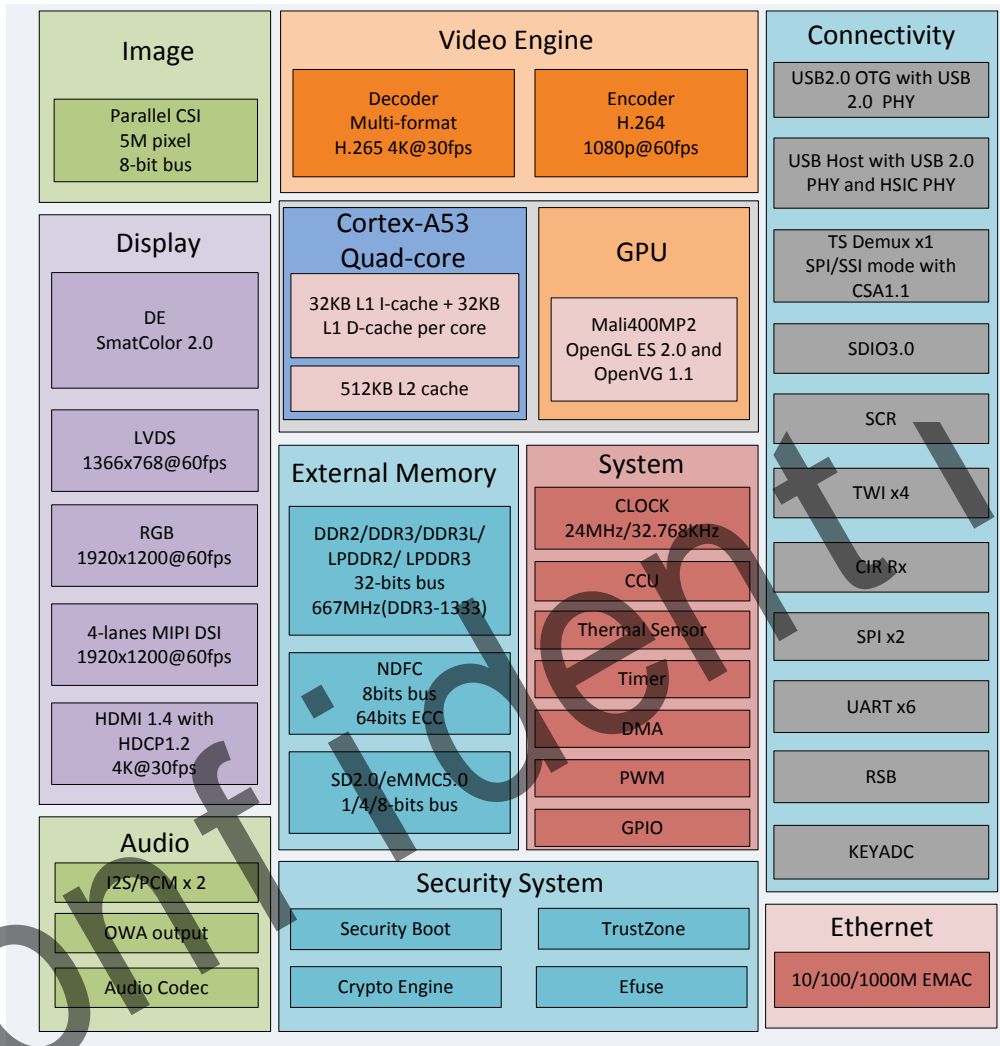 Image
Parallel CSI
5M pixel
8-bit bus
Video Engine
Decoder
Multi-format
H.265 4K@30fps
Encoder
H.264
1080p@60fps
Connectivity
USB2.0 OTG with USB
2.0 PHY
USB Host with USB 2.0
PHY and HSIC PHY
TS Demux x1
SPI/SSI mode with
CSA1.1
SDIO3.0
SCR
TWI x4
CIR Rx
SPI x2
UART x6
RSB
KEYADC
Display
DE
SmatColor 2.0
LVDS
1366x768@60fps
RGB
1920x1200@60fps
4-lanes MIPI DSI
1920x1200@60fps
HDMI 1.4 with
HDCP1.2
4K@30fps
Cortex-A53
Quad-core
32KB L1 I-cache + 32KB
L1 D-cache per core
512KB L2 cache
GPU
Mali400MP2
OpenGL ES 2.0 and
OpenVG 1.1
External Memory
DDR2/DDR3/DDR3L/
LPDDR2/ LPDDR3
32-bits bus
667MHz(DDR3-1333)
NDFC
8bits bus
64bits ECC
SD2.0/eMMC5.0
1/4/8-bits bus
System
CLOCK
24MHz/32.768KHz
CCU
Thermal Sensor
Timer
DMA
PWM
GPIO
Audio
I2S/PCM x 2
OWA output
Audio Codec
Security System
Security Boot
TrustZone
Crypto Engine
Efuse
Ethernet
10/100/1000M EMAC
onfidenti